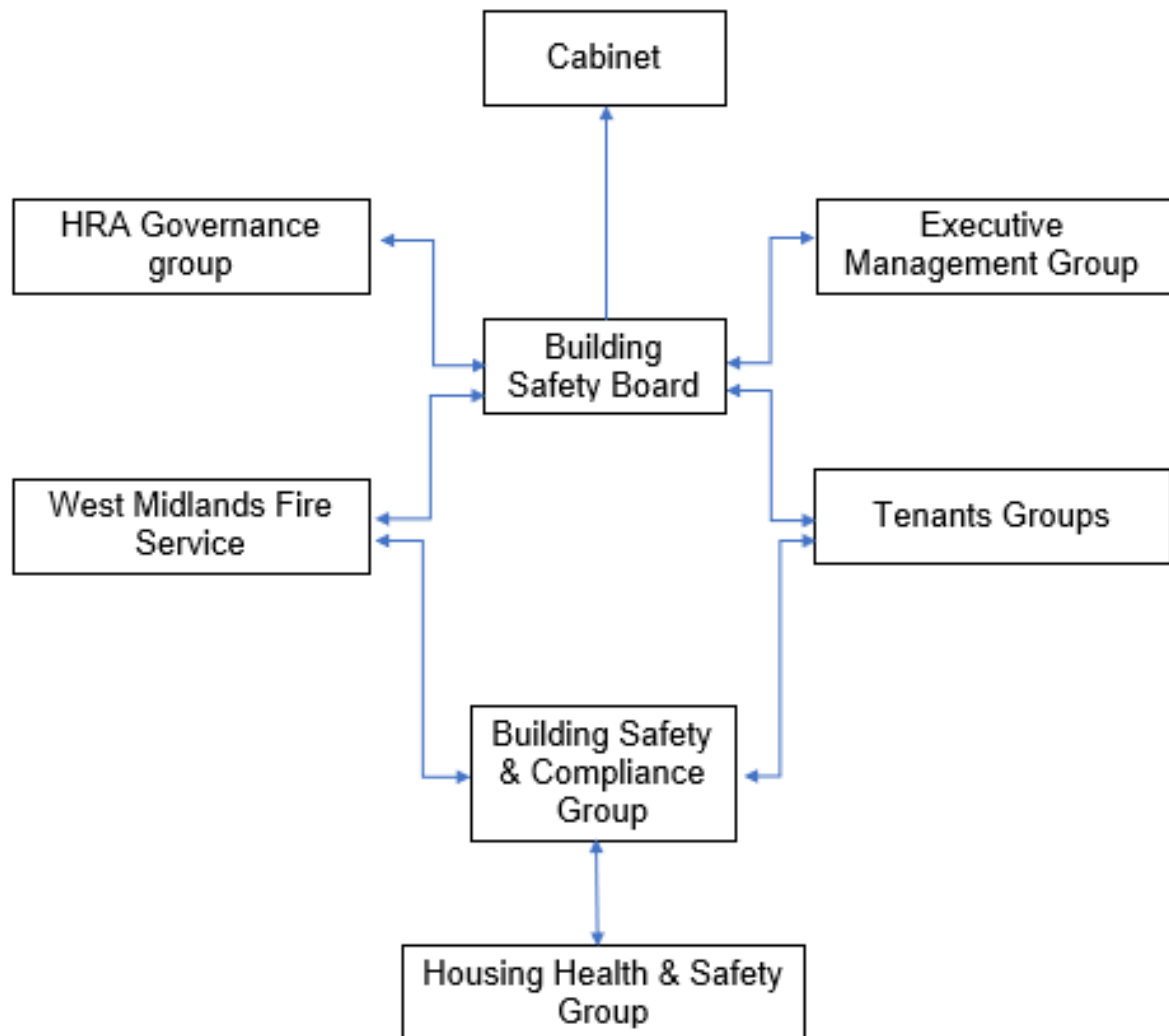 Cabinet
HRA Governance
group
Executive
Management Group
Building
Safety Board
West Midlands Fire
Service
Tenants Groups
Building Safety
& Compliance
Group
Housing Health & Safety
Group